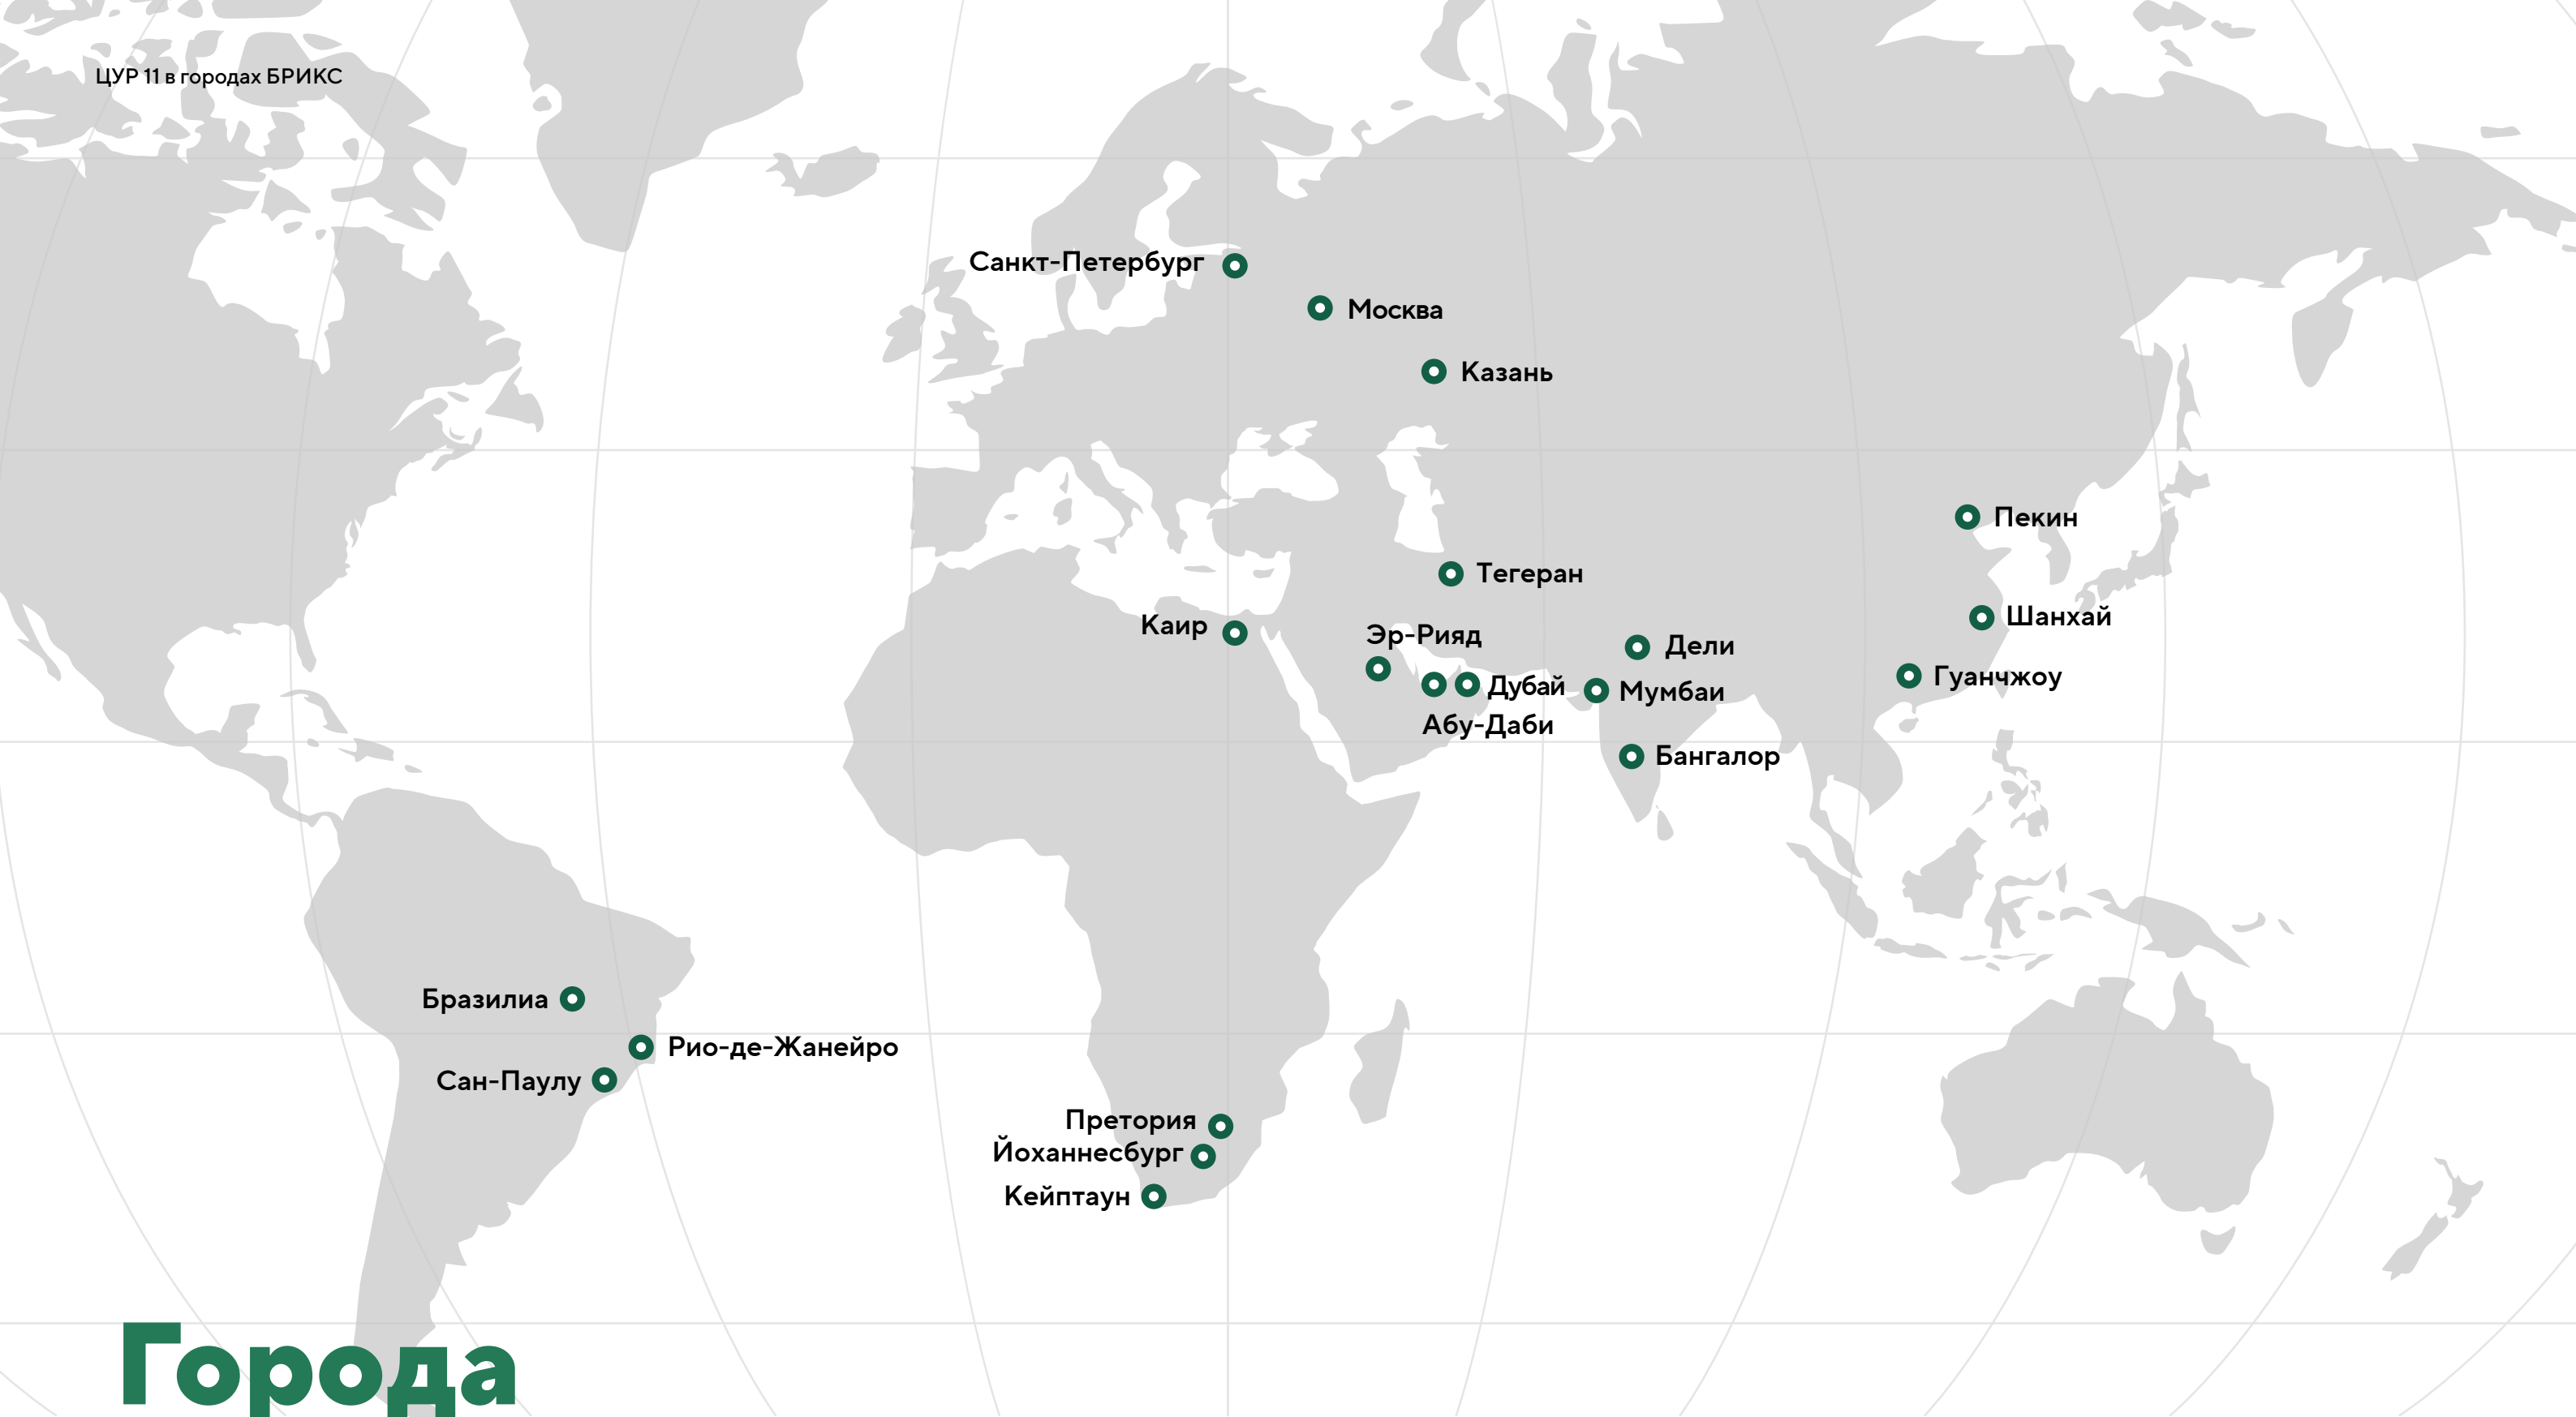 ЦУР 11 в городах БРИКС
Санкт-Петербург
Москва
Казань
Пекин
Тегеран
Шанхай
Каир
Эр-Рияд
Дели
Гуанчжоу
Дубай
Мумбаи
Абу-Даби
Бангалор
Бразилиа
Рио-де-Жанейро
Сан-Паулу
Претория
Йоханнесбург
Кейптаун
Города